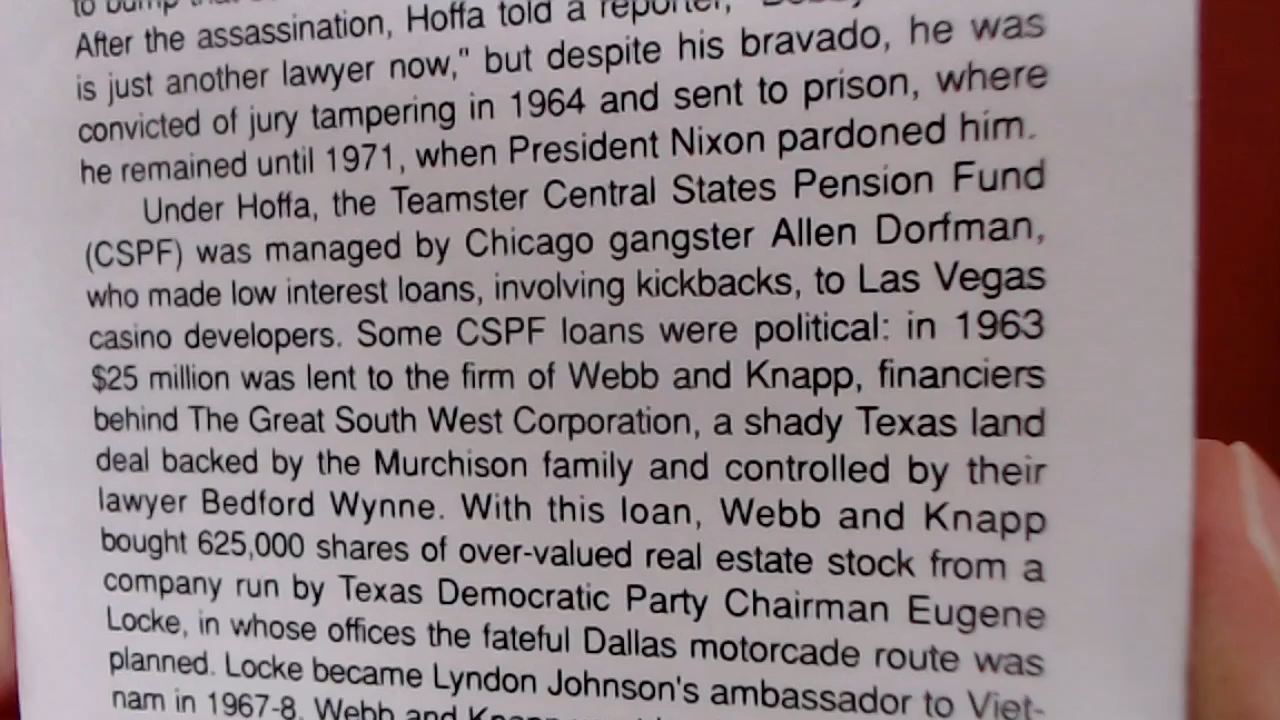 to bump that
After the assassination, Hoffa told a reporter, "Bobby
is just another lawyer now," but despite his bravado, he was
convicted of jury tampering in 1964 and sent to prison, where
he remained until 1971, when President Nixon pardoned him.
Under Hoffa, the Teamster Central States Pension Fund
(CSPF) was managed by Chicago gangster Allen Dorfman,
who made low interest loans, involving kickbacks, to Las Vegas
casino developers. Some CSPF loans were political: in 1963
$25 million was lent to the firm of Webb and Knapp, financiers
behind The Great South West Corporation, a shady Texas land
deal backed by the Murchison family and controlled by their
lawyer Bedford Wynne. With this loan, Webb and Knapp
bought 625,000 shares of over-valued real estate stock from a
company run by Texas Democratic Party Chairman Eugene
Locke, in whose offices the fateful Dallas motorcade route was
planned. Locke became Lyndon Johnson's ambassador to Viet-
nam in 1967-8. Webb and Knapp